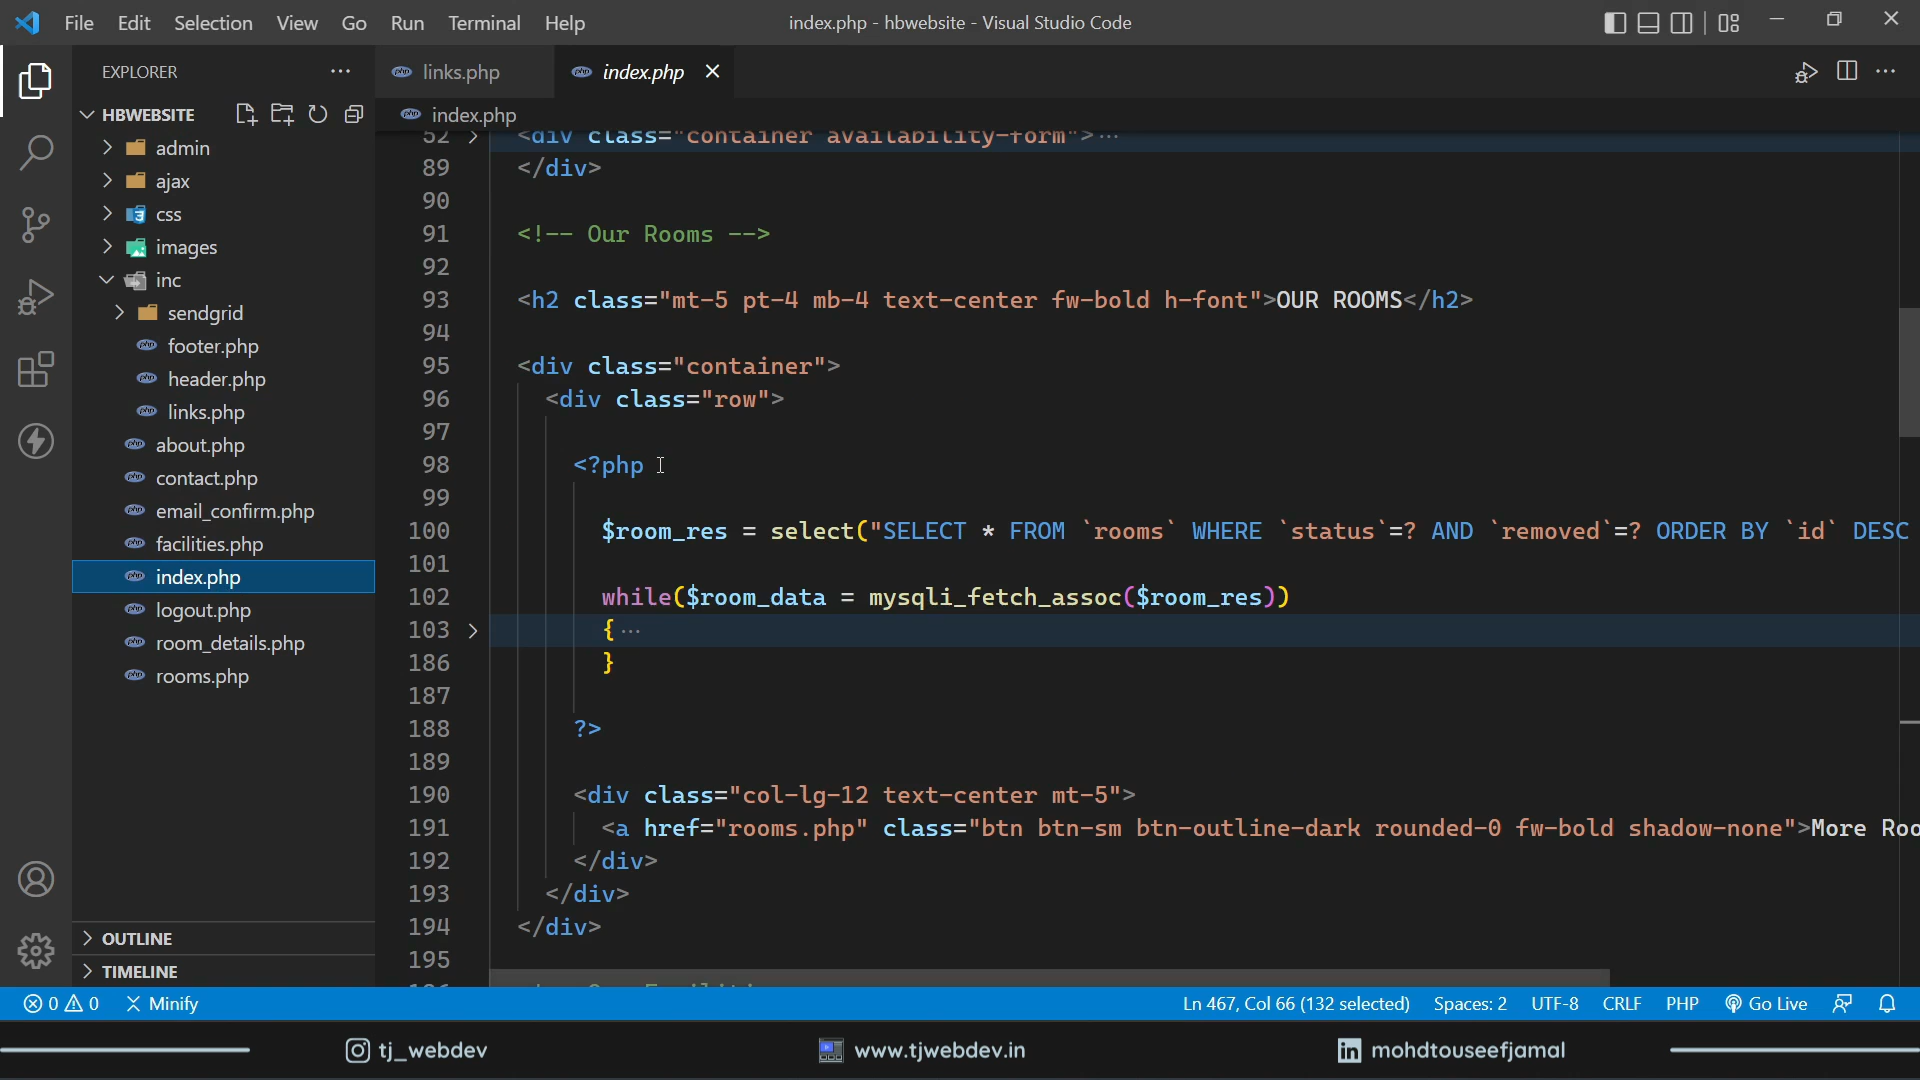 File Edit Selection View Go Run Terminal Help
index.php - hbwebsite - Visual Studio Code
EXPLORER
HBWEBSITE
admin
ajax
css
images
inc
sendgrid
footer.php
header.php
links.php
about.php
contact.php
email_confirm.php
facilities.php
index.php
logout.php
room_details.php
rooms.php
OUTLINE
TIMELINE
links.php
index.php
index.php
52 <div class="container availability-form">…
89 </div>
90
91 <!-- Our Rooms -->
92
93 <h2 class="mt-5 pt-4 mb-4 text-center fw-bold h-font">OUR ROOMS</h2>
94
95 <div class="container">
96 <div class="row">
97
98 <?php
99
100 $room_res = select("SELECT * FROM `rooms` WHERE `status`=? AND `removed`=? ORDER BY `id` DESC
101
102 while($room_data = mysqli_fetch_assoc($room_res))
103 {…
186 }
187
188 ?>
189
190 <div class="col-lg-12 text-center mt-5">
191 <a href="rooms.php" class="btn btn-sm btn-outline-dark rounded-0 fw-bold shadow-none">More Roo
192 </div>
193 </div>
194 </div>
195
0 0 Minify
Ln 467, Col 66 (132 selected) Spaces: 2 UTF-8 CRLF PHP Go Live
tj_webdev
www.tjwebdev.in
mohdtouseefjamal